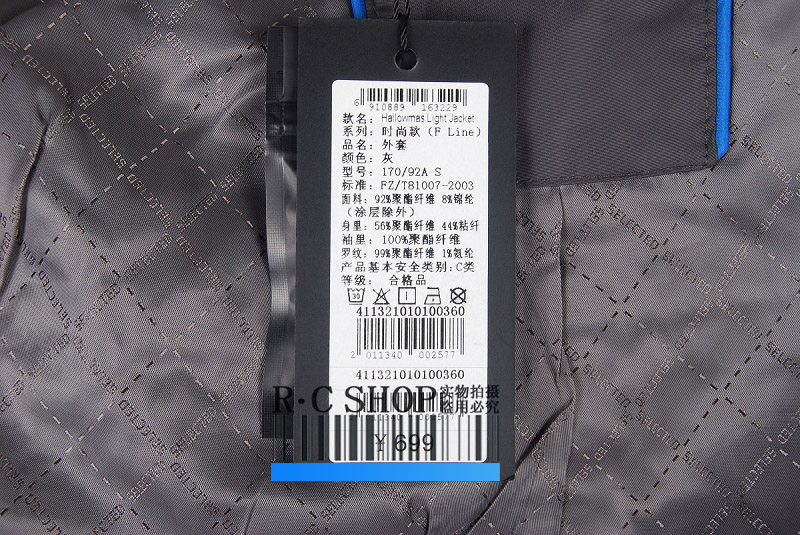 6 910889 163229
款名: Hallowmas Light Jacket
系列: 时尚款（F Line）
品名: 外套
颜色: 灰
型号: 170/92A S
标准: FZ/T81007-2003
面料: 92%聚酯纤维 8%锦纶
（涂层除外）
身里: 56%聚酯纤维 44%粘纤
袖里: 100%聚酯纤维
罗纹: 99%聚酯纤维 1%氨纶
产品基本安全类别: C类
等级: 合格品
30
411321010100360
2 011340 002577
411321010100360
R·C SHOP 实物拍摄
盗用必究
¥ 699
SELECTED SELECTED SELECTED